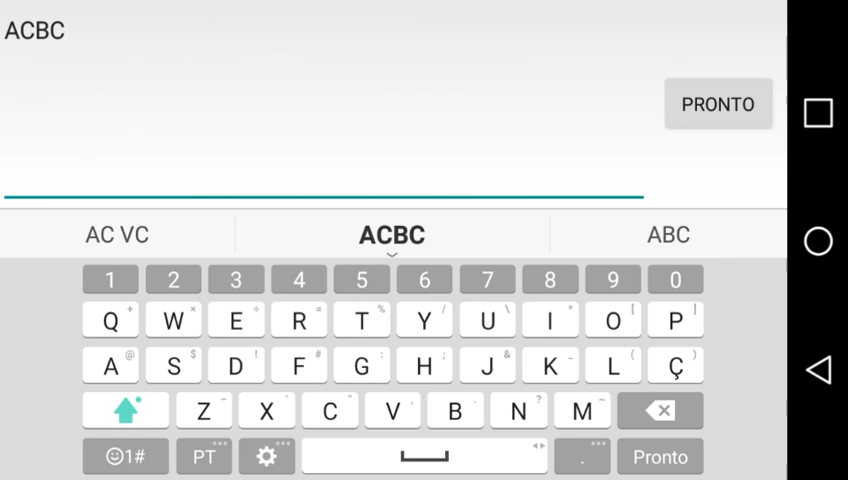 ACBC
PRONTO
AC VC ACBC ABC
1 2 3 4 5 6 7 8 9 0
Q + W × E ÷ R = T % Y / U \ I * O [ P ]
A @ S $ D ! F # G : H ; J & K _ L ( Ç )
Z X C V B N ? M ~
1# PT ... ... . ... Pronto